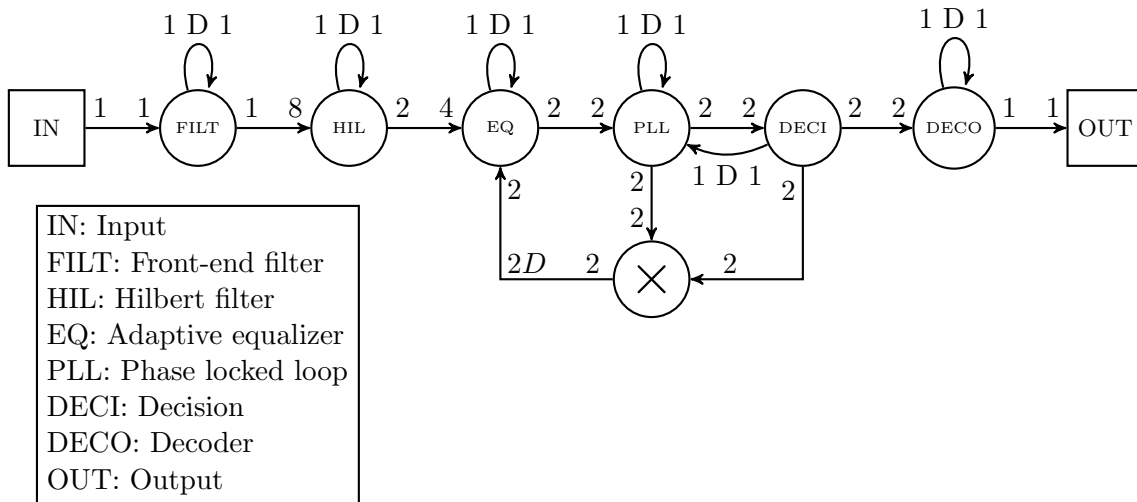 1 D 1
1 D 1
1 D 1
1 D 1
1 D 1
IN
1
1
FILT
1
8
HIL
2
4
EQ
2
2
PLL
2
2
DECI
2
2
DECO
1
1
OUT
1 D 1
2
2
2
2
2D
2
2
IN: Input
FILT: Front-end filter
HIL: Hilbert filter
EQ: Adaptive equalizer
PLL: Phase locked loop
DECI: Decision
DECO: Decoder
OUT: Output